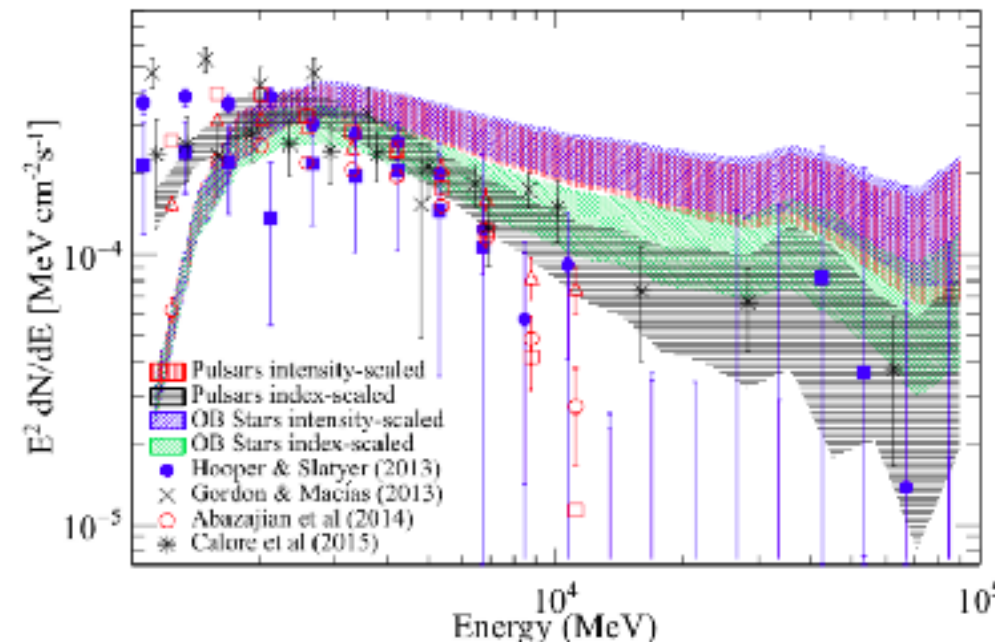 E² dN/dE [MeV cm⁻²s⁻¹]
10⁻⁴
10⁻⁵
Pulsars intensity-scaled
Pulsars index-scaled
OB Stars intensity-scaled
OB Stars index-scaled
Hooper & Slatyer (2013)
Gordon & Macias (2013)
Abazajian et al (2014)
Calore et al (2015)
10⁴
10⁵
Energy (MeV)